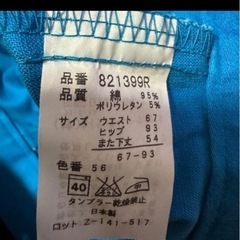 品番 821399R
品質 綿 95%
ポリウレタン 5%
サイズ ウエスト 67
ヒップ 93
また下丈 54
67-93
色番 56
40
タンブラー乾燥禁止
日本製
ロット Z-141-517